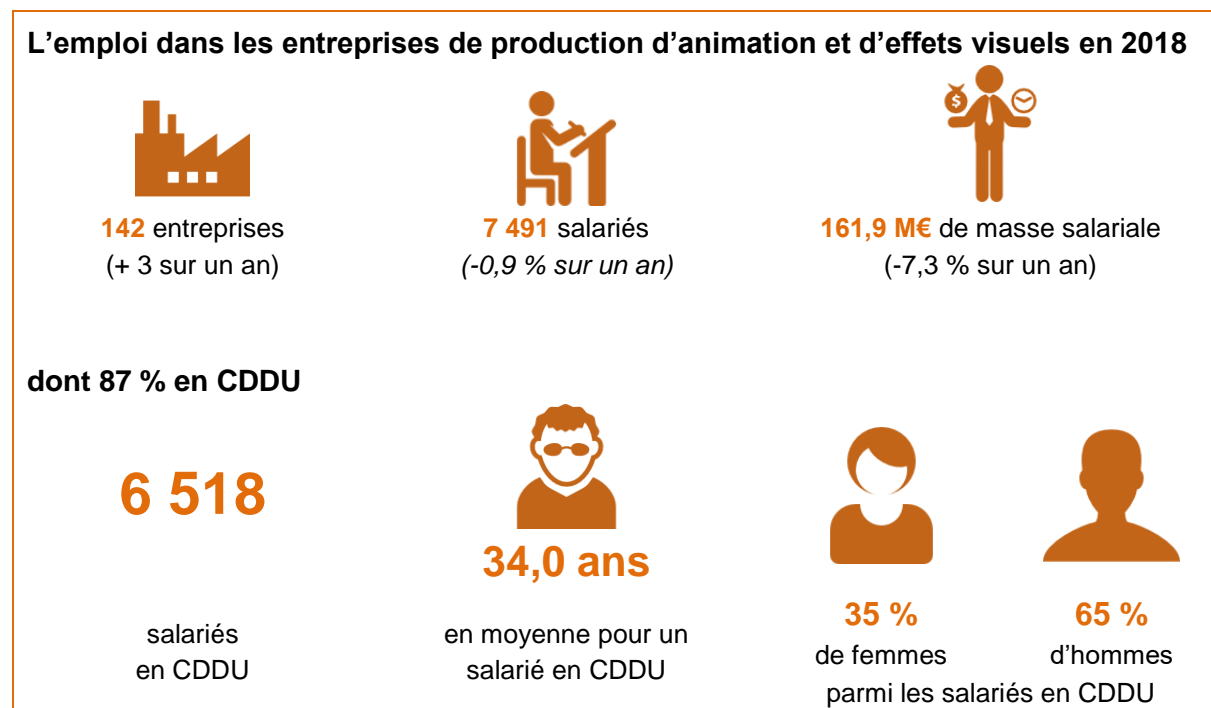 L’emploi dans les entreprises de production d’animation et d’effets visuels en 2018
$
142 entreprises
(+ 3 sur un an)
7 491 salariés
(-0,9 % sur un an)
161,9 M€ de masse salariale
(-7,3 % sur un an)
dont 87 % en CDDU
6 518
salariés
en CDDU
34,0 ans
en moyenne pour un
salarié en CDDU
35 %
de femmes
65 %
d’hommes
parmi les salariés en CDDU